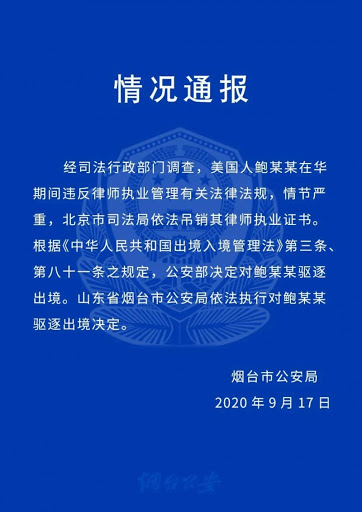 情况通报
经司法行政部门调查，美国人鲍某某在华
期间违反律师执业管理有关法律法规，情节严
重，北京市司法局依法吊销其律师执业证书。
根据《中华人民共和国出境入境管理法》第三条、
第八十一条之规定，公安部决定对鲍某某驱逐
出境。山东省烟台市公安局依法执行对鲍某某
驱逐出境决定。
烟台市公安局
2020年9月17日
烟台公安